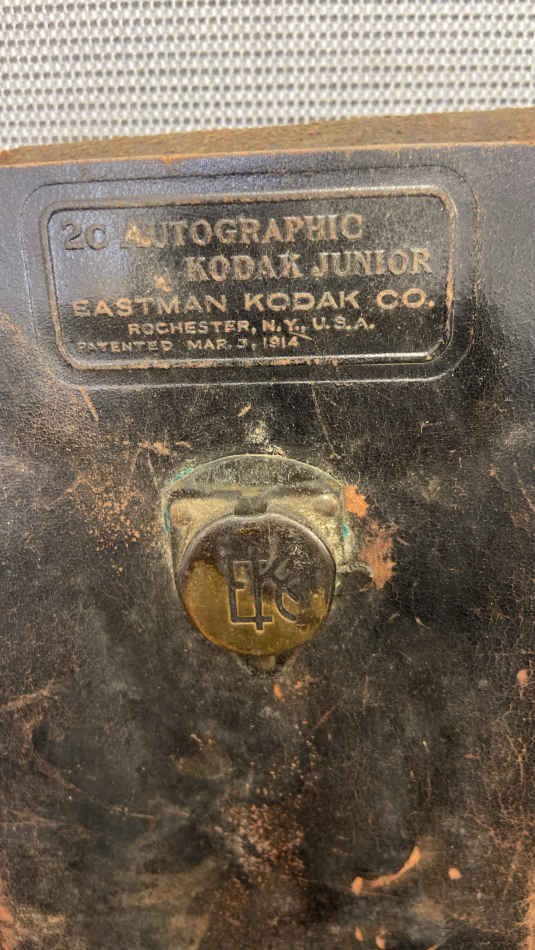 2C AUTOGRAPHIC
KODAK JUNIOR
EASTMAN KODAK CO.
ROCHESTER, N.Y., U.S.A.
PATENTED MAR. 3, 1914
EKC